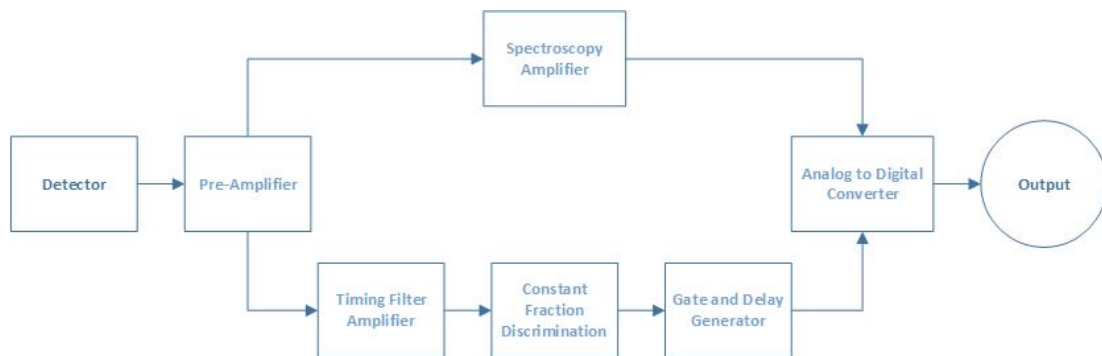 Spectroscopy
Amplifier
Detector
Pre-Amplifier
Analog to Digital
Converter
Output
Timing Filter
Amplifier
Constant
Fraction
Discrimination
Gate and Delay
Generator